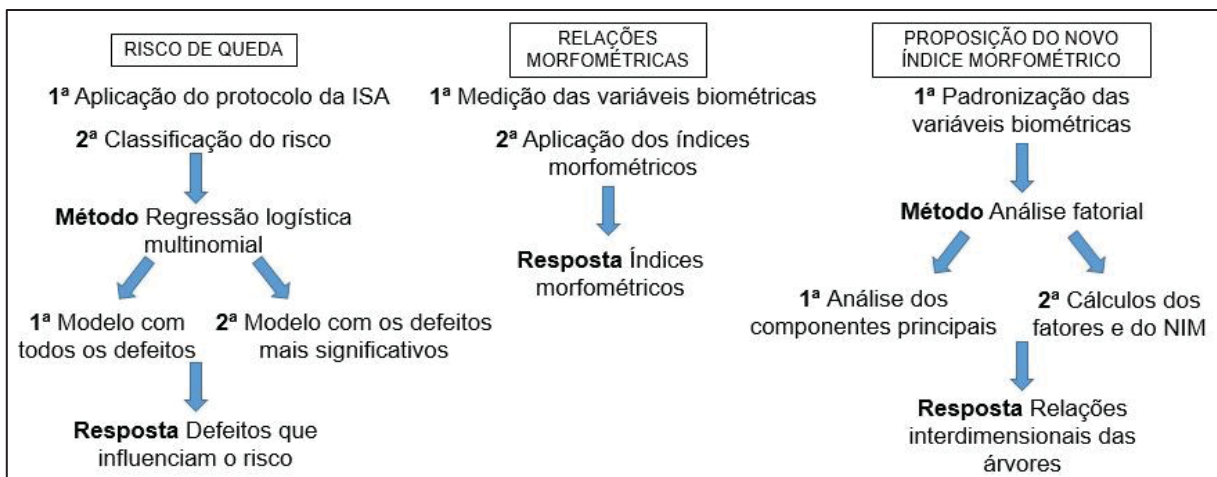 RISCO DE QUEDA
1ª Aplicação do protocolo da ISA
2ª Classificação do risco
Método Regressão logística
multinomial
1ª Modelo com
todos os defeitos
2ª Modelo com os defeitos
mais significativos
Resposta Defeitos que
influenciam o risco
RELAÇÕES
MORFOMÉTRICAS
1ª Medição das variáveis biométricas
2ª Aplicação dos índices
morfométricos
Resposta Índices
morfométricos
PROPOSIÇÃO DO NOVO
ÍNDICE MORFOMÉTRICO
1ª Padronização das
variáveis biométricas
Método Análise fatorial
1ª Análise dos
componentes principais
2ª Cálculos dos
fatores e do NIM
Resposta Relações
interdimensionais das
árvores